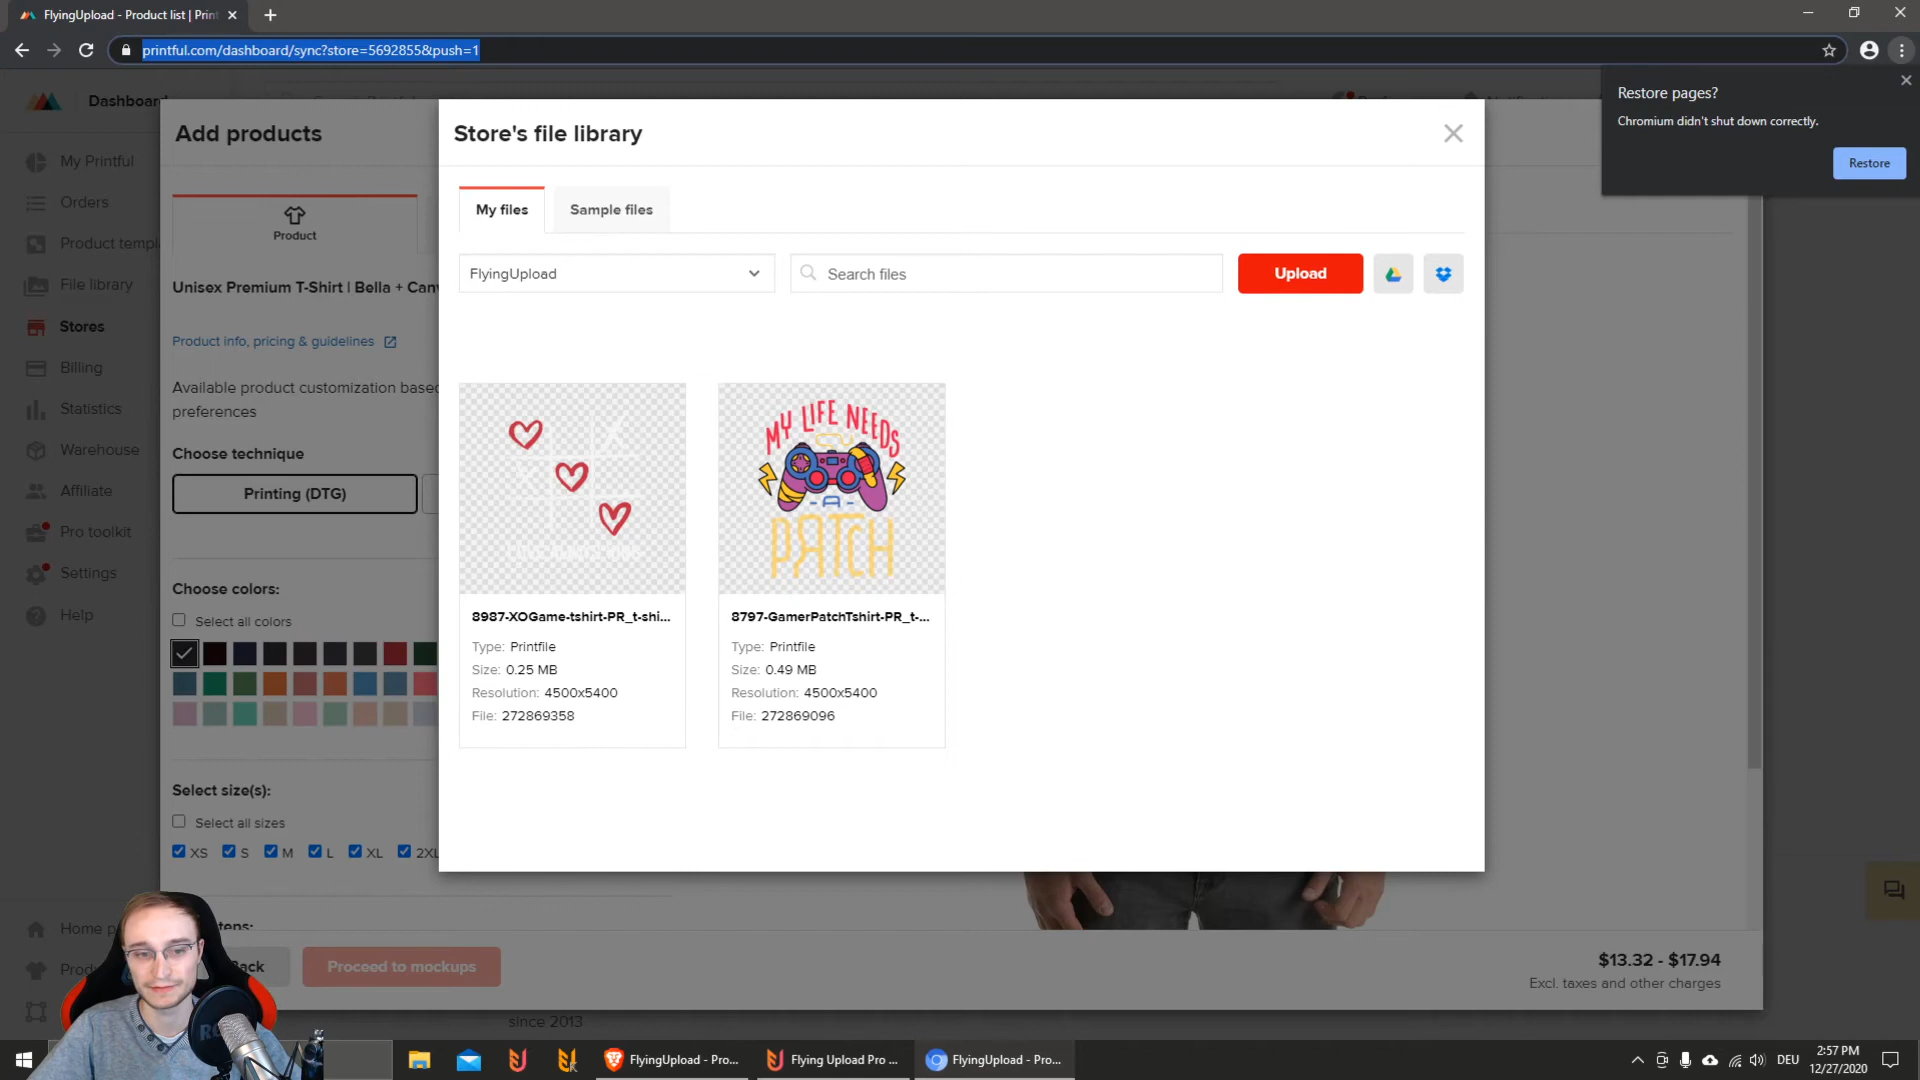 FlyingUpload - Product list | Print
printful.com/dashboard/sync?store=5692855&push=1
Restore pages?
Chromium didn't shut down correctly.
Restore
Dashboard
My Printful
Orders
Product templ
File library
Stores
Billing
Statistics
Warehouse
Affiliate
Pro toolkit
Settings
Help
Home p
Add products
Product
Unisex Premium T-Shirt | Bella + Canv
Product info, pricing & guidelines
Available product customization based
preferences
Choose technique
Printing (DTG)
Choose colors:
Select all colors
Select size(s):
Select all sizes
XS S M L XL 2XL
Back
Proceed to mockups
since 2013
$13.32 - $17.94
Excl. taxes and other charges
Store's file library
My files
Sample files
FlyingUpload
Search files
Upload
MY LIFE NEEDS
-A-
PATCH
8987-XOGame-tshirt-PR_t-shi...
Type: Printfile
Size: 0.25 MB
Resolution: 4500x5400
File: 272869358
8797-GamerPatchTshirt-PR_t-...
Type: Printfile
Size: 0.49 MB
Resolution: 4500x5400
File: 272869096
FlyingUpload - Pro...
Flying Upload Pro ...
FlyingUpload - Pro...
DEU
2:57 PM
12/27/2020